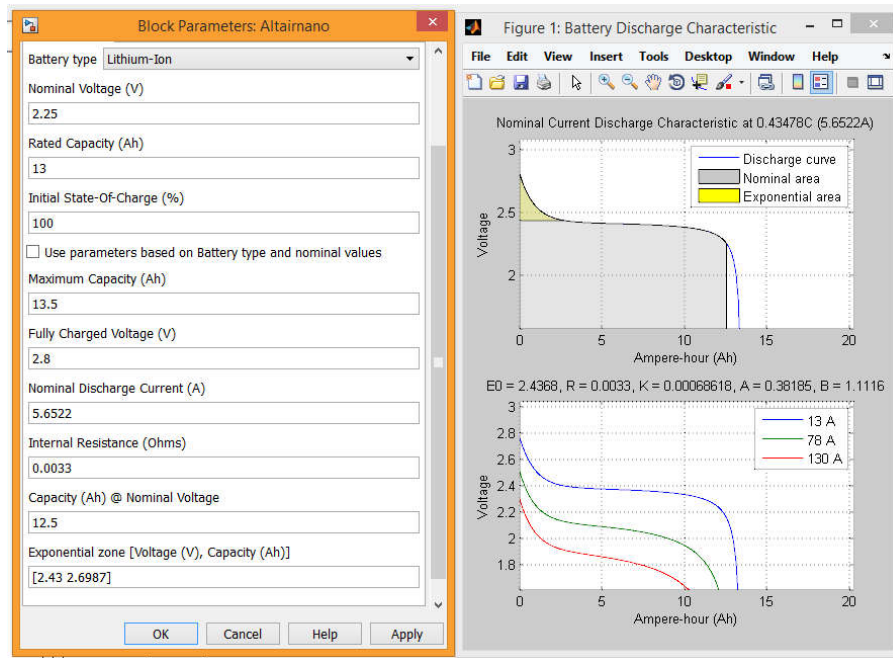 Block Parameters: Altairnano
Battery type Lithium-Ion
Nominal Voltage (V)
2.25
Rated Capacity (Ah)
13
Initial State-Of-Charge (%)
100
Use parameters based on Battery type and nominal values
Maximum Capacity (Ah)
13.5
Fully Charged Voltage (V)
2.8
Nominal Discharge Current (A)
5.6522
Internal Resistance (Ohms)
0.0033
Capacity (Ah) @ Nominal Voltage
12.5
Exponential zone [Voltage (V), Capacity (Ah)]
[2.43 2.6987]
OK Cancel Help Apply
Figure 1: Battery Discharge Characteristic
File Edit View Insert Tools Desktop Window Help
Nominal Current Discharge Characteristic at 0.43478C (5.6522A)
Discharge curve
Nominal area
Exponential area
3
2.5
2
Voltage
0 5 10 15 20
Ampere-hour (Ah)
E0 = 2.4368, R = 0.0033, K = 0.00068618, A = 0.38185, B = 1.1116
13 A
78 A
130 A
3
2.8
2.6
2.4
2.2
2
1.8
Voltage
0 5 10 15 20
Ampere-hour (Ah)